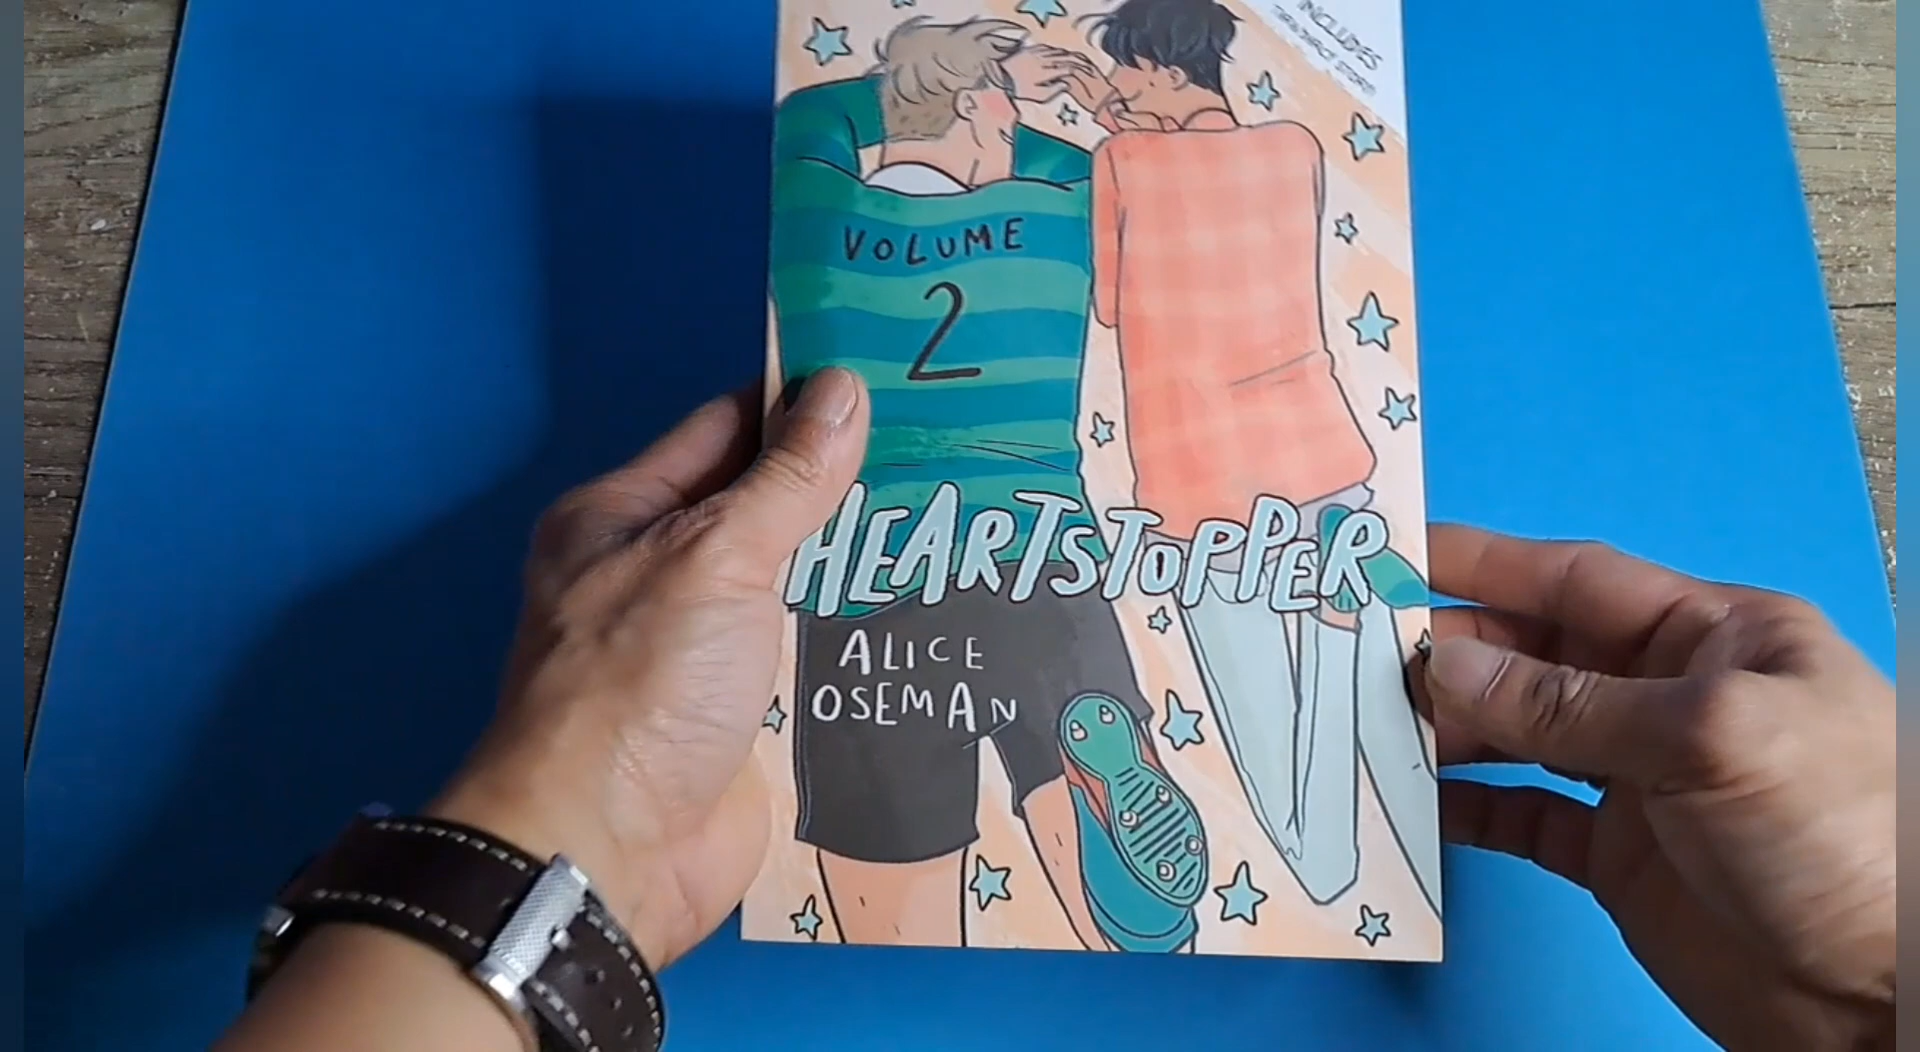 INCLUDES
VOLUME
2
HEARTSTOPPER
ALICE
OSEMAN